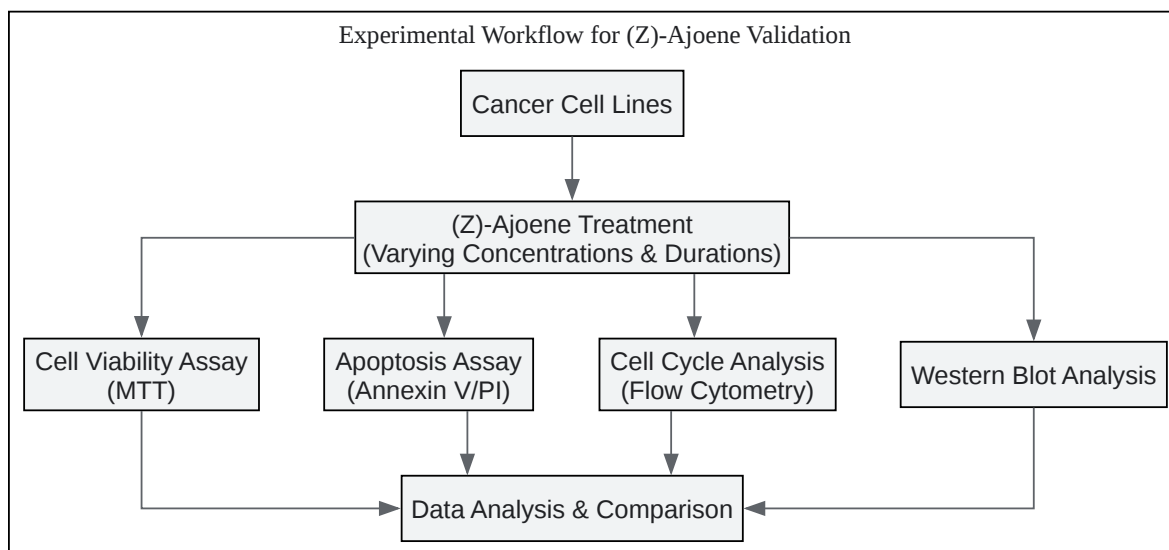 Experimental Workflow for (Z)-Ajoene Validation
Cancer Cell Lines
(Z)-Ajoene Treatment
(Varying Concentrations & Durations)
Cell Viability Assay
(MTT)
Apoptosis Assay
(Annexin V/PI)
Cell Cycle Analysis
(Flow Cytometry)
Western Blot Analysis
Data Analysis & Comparison